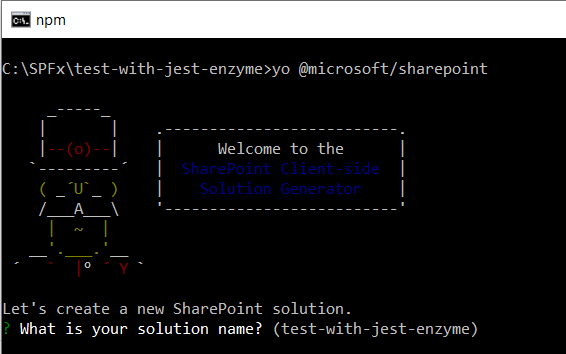 npm
C:\SPFx\test-with-jest-enzyme>yo @microsoft/sharepoint
Welcome to the
SharePoint Client-side
Solution Generator
Let's create a new SharePoint solution.
? What is your solution name? (test-with-jest-enzyme)